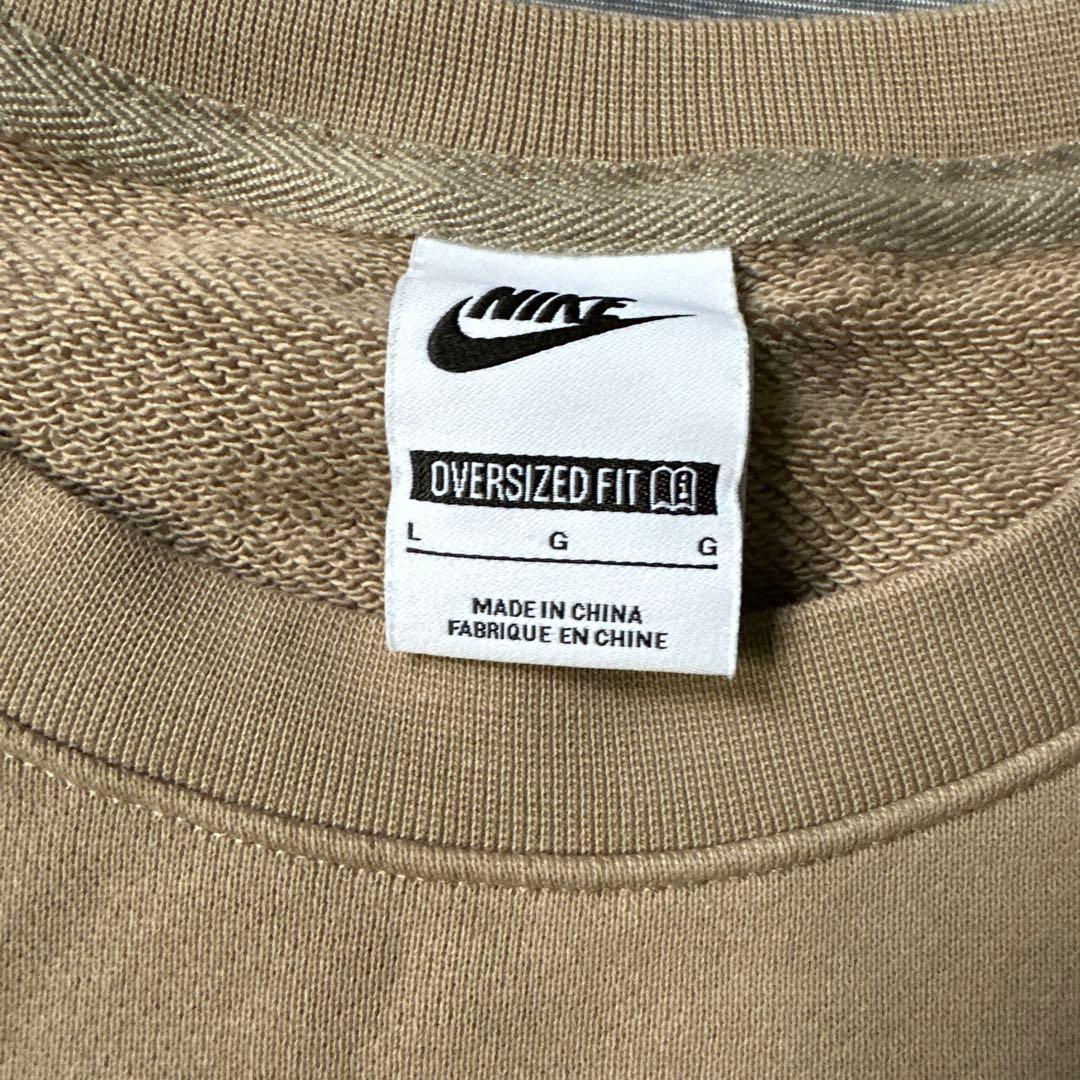 NIKE
OVERSIZED FIT
L G G
MADE IN CHINA
FABRIQUE EN CHINE